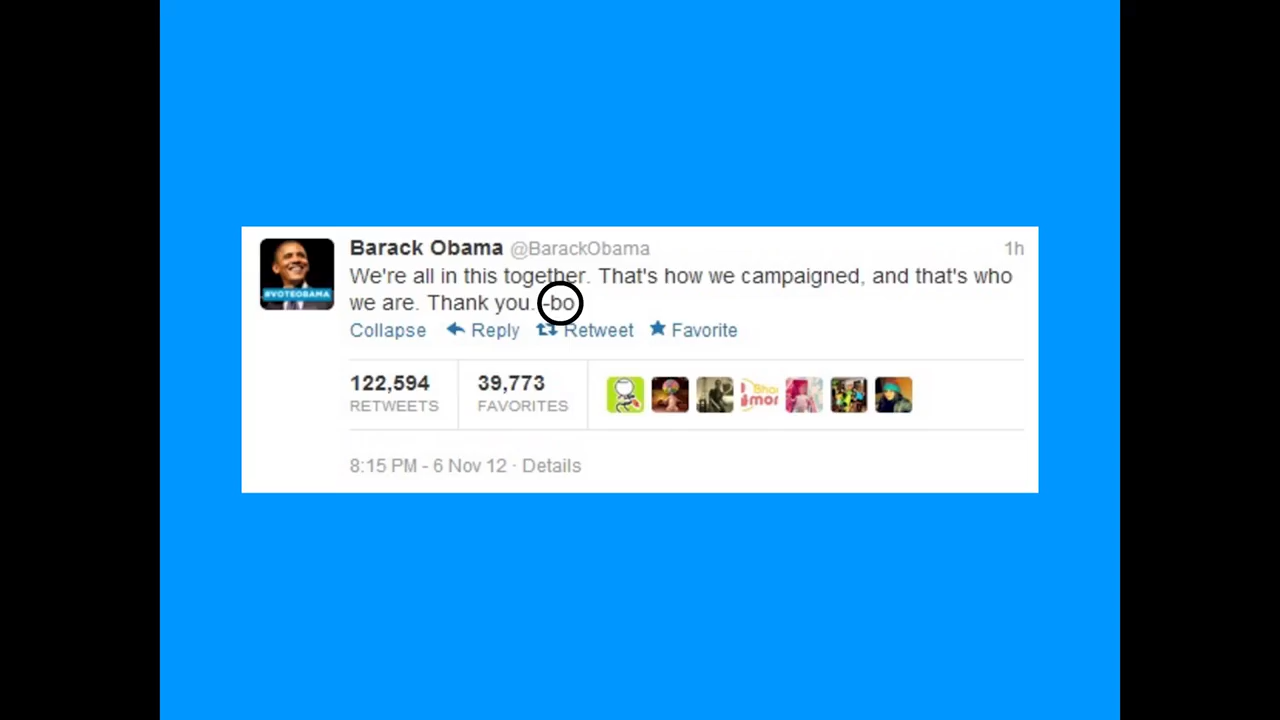 Barack Obama @BarackObama 1h
We're all in this together. That's how we campaigned, and that's who
we are. Thank you. -bo
#VOTEOBAMA
Collapse Reply Retweet Favorite
122,594 39,773
RETWEETS FAVORITES
8:15 PM - 6 Nov 12 · Details